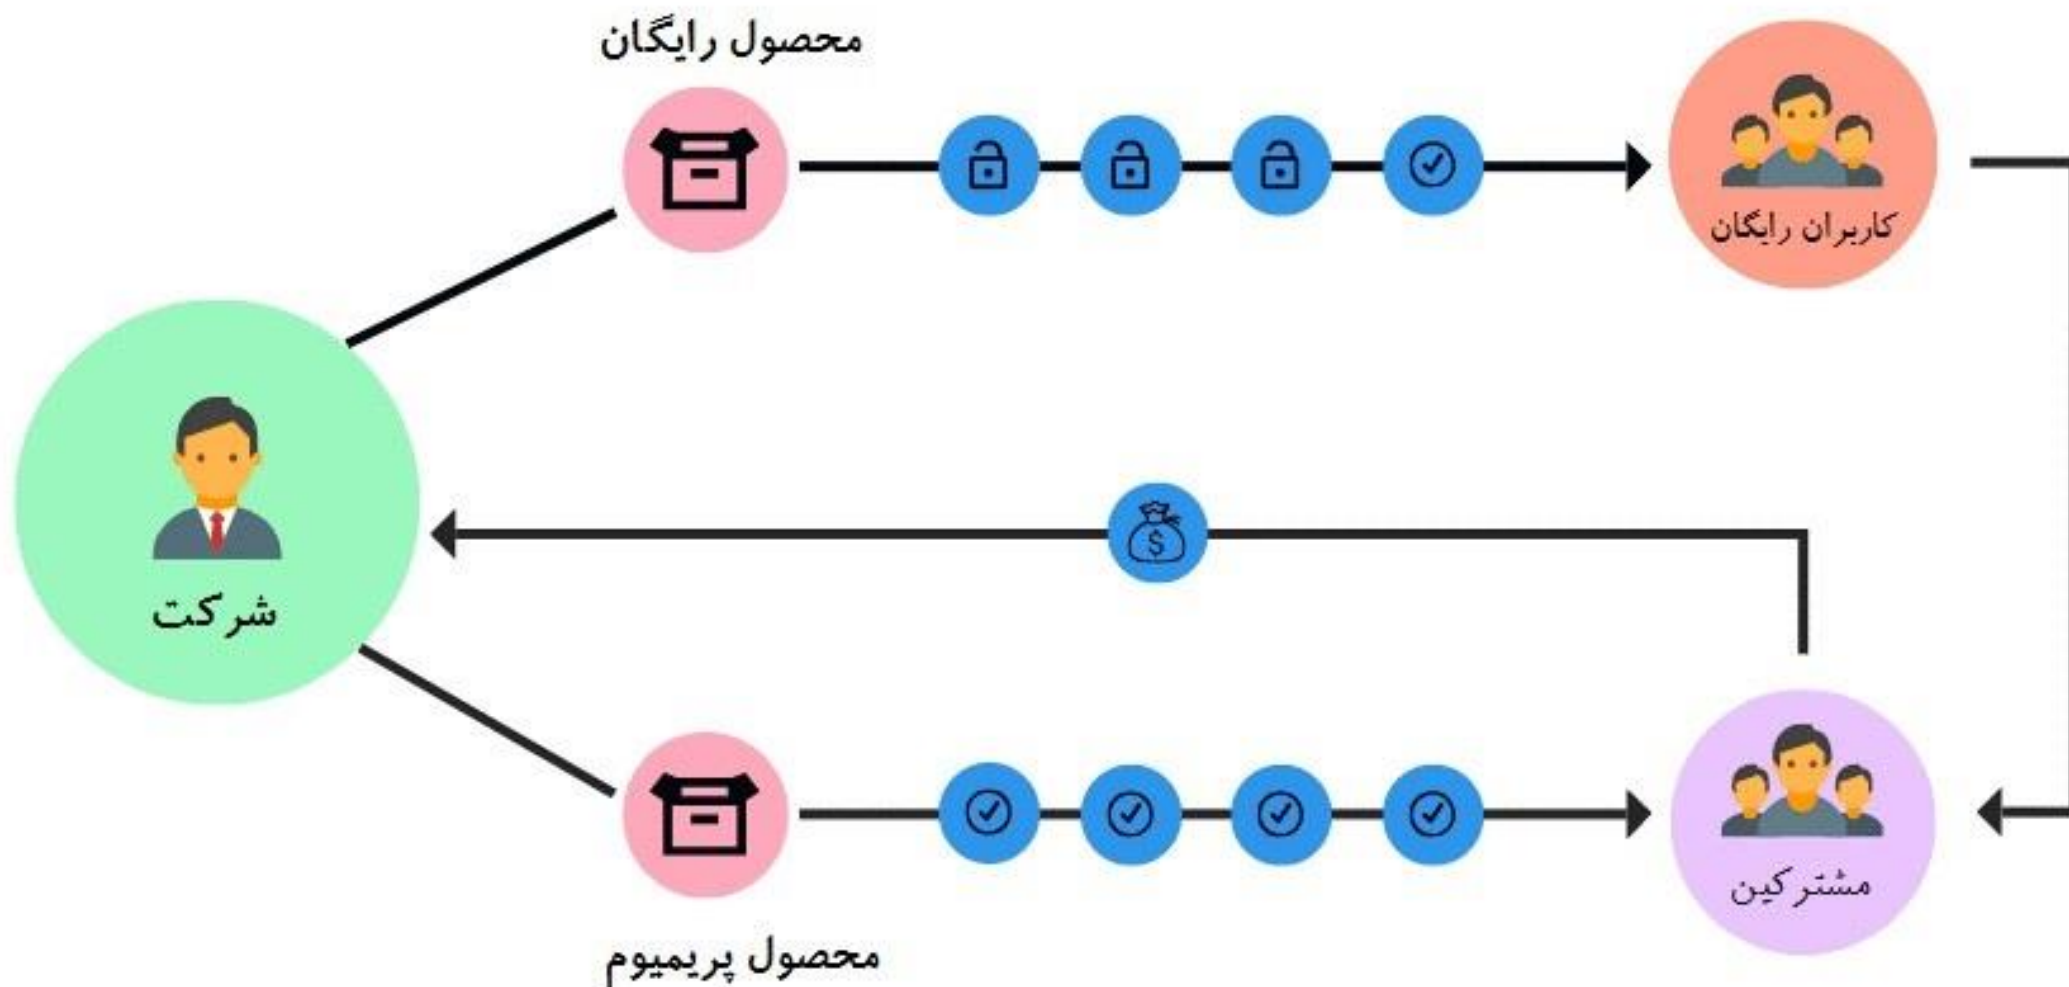 محصول رایگان
کاربران رایگان
شرکت
مشترکین
محصول پریمیوم
$